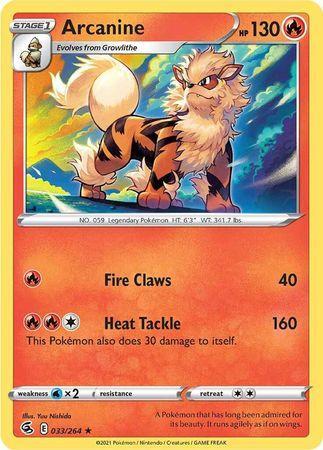 STAGE 1
Arcanine
HP 130
Evolves from Growlithe
NO. 059 Legendary Pokémon HT: 6'3" WT: 341.7 lbs.
Fire Claws 40
Heat Tackle 160
This Pokémon also does 30 damage to itself.
weakness ×2 resistance retreat
Illus. Yuu Nishida
A Pokémon that has long been admired for
its beauty. It runs agilely as if on wings.
E 033/264 ★
©2021 Pokémon / Nintendo / Creatures / GAME FREAK